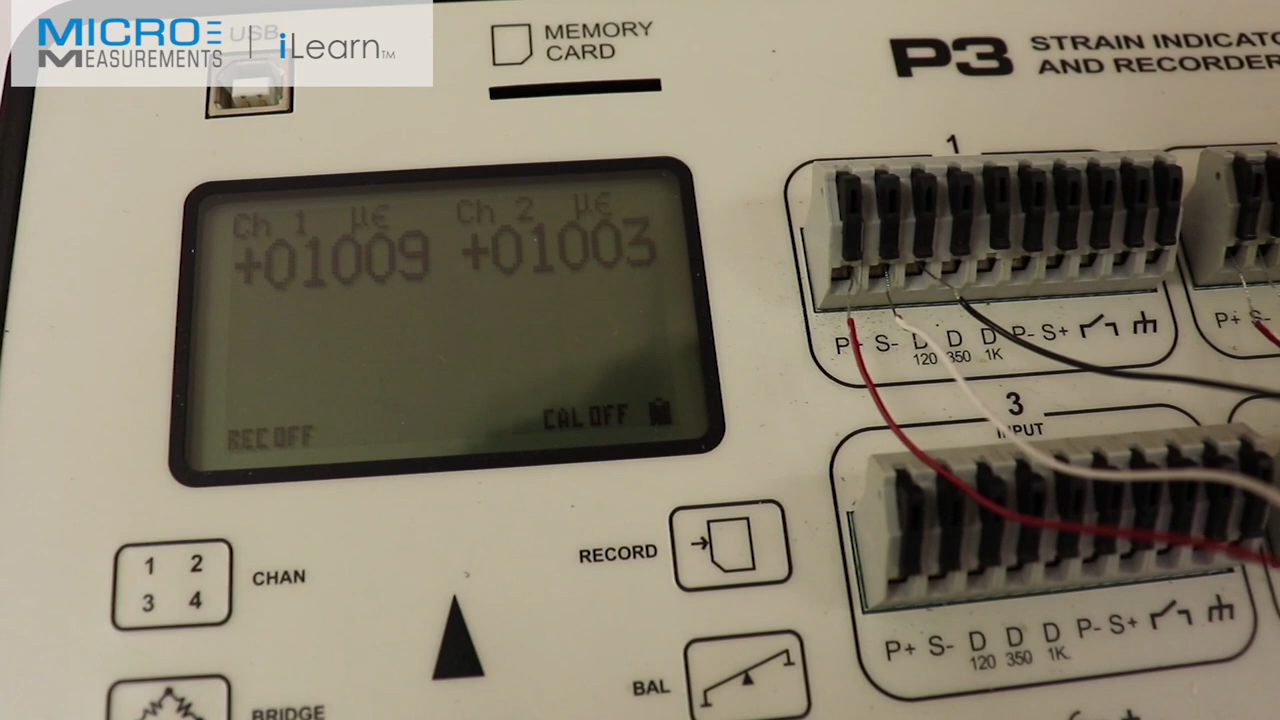 MICRO
MEASUREMENTS
iLearn™
USB
MEMORY
CARD
P3
STRAIN INDICATO
AND RECORDER
Ch 1 µε Ch 2 µε
+01009 +01003
CAL OFF
REC OFF
1
P+ S- D D D P- S+
120 350 1K
P+ S-
3
INPUT
P+ S- D D D P- S+
120 350 1K
1 2
3 4
CHAN
RECORD
BAL
BRIDGE